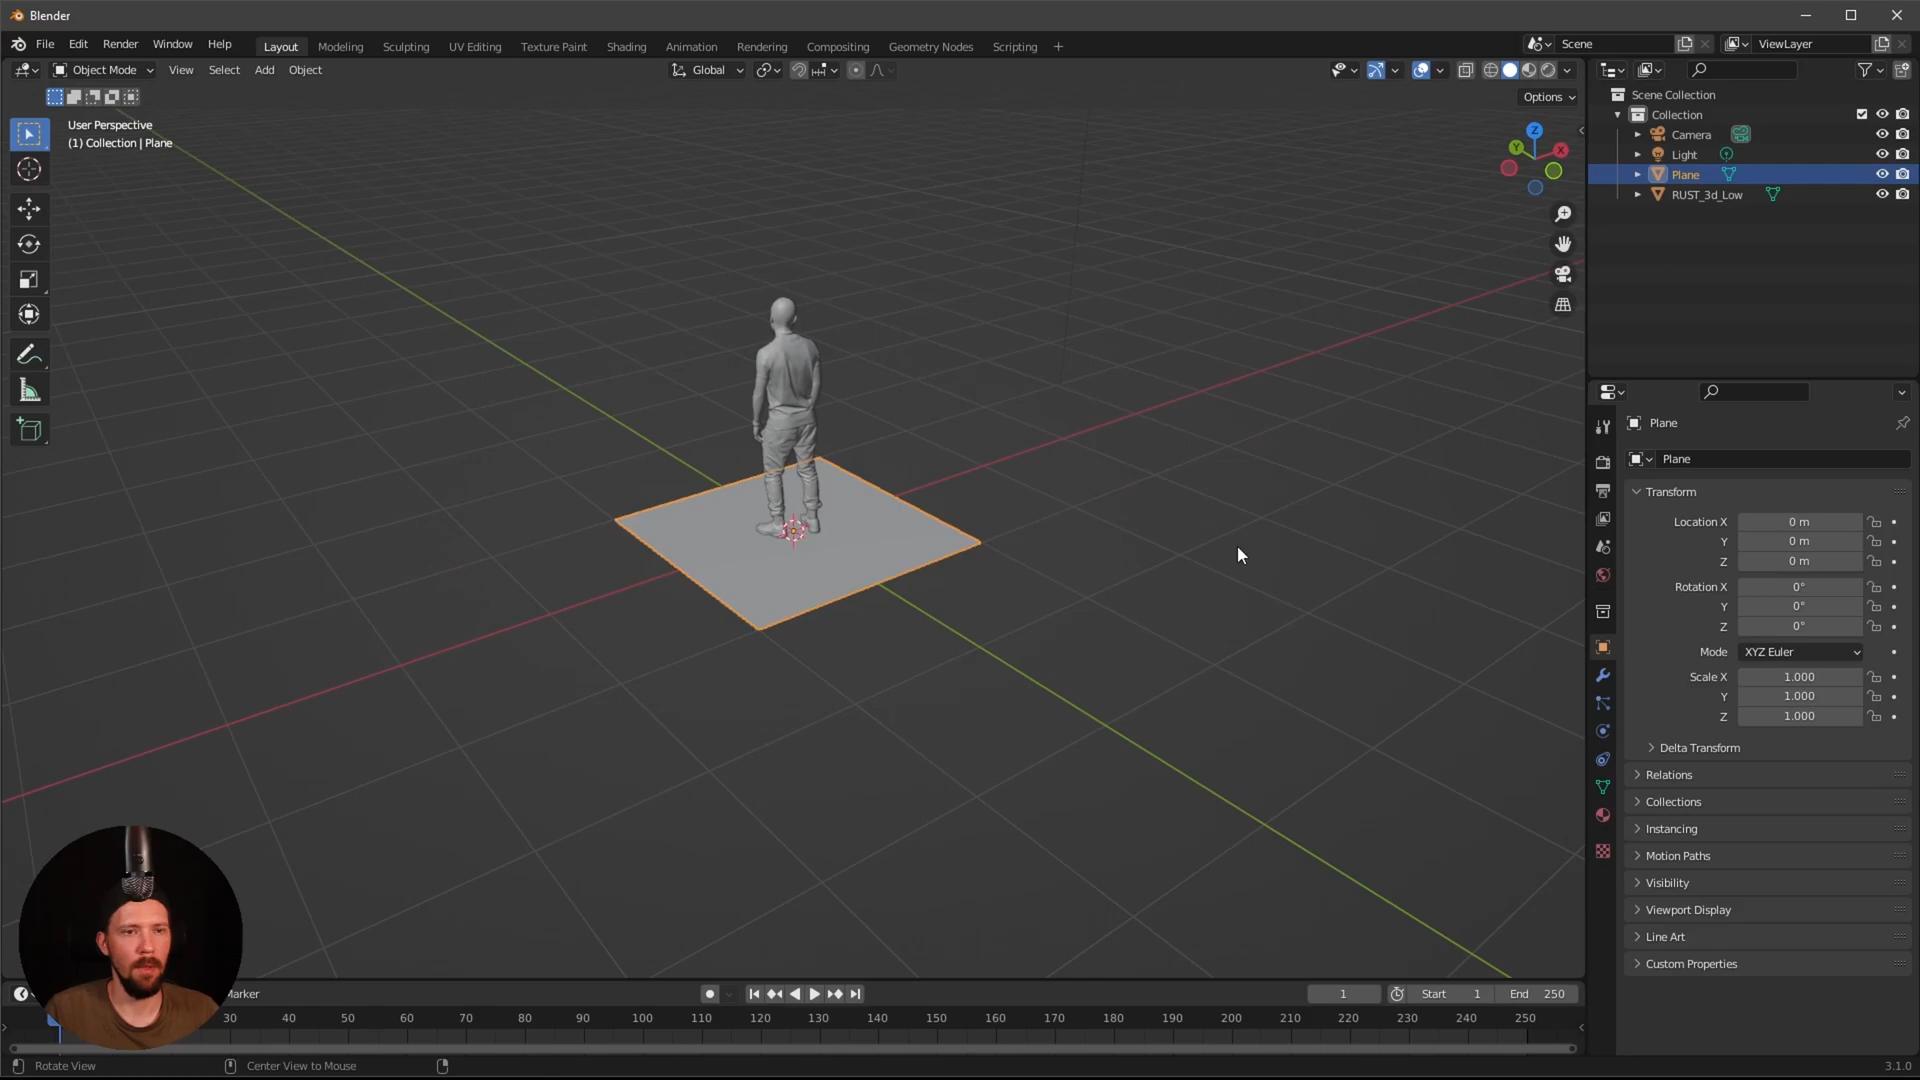 Blender
File Edit Render Window Help
Layout Modeling Sculpting UV Editing Texture Paint Shading Animation Rendering Compositing Geometry Nodes Scripting +
Scene
ViewLayer
Object Mode View Select Add Object
Global
Options
User Perspective
(1) Collection | Plane
Z
Y
X
Scene Collection
Collection
Camera
Light
Plane
RUST_3d_Low
Plane
Plane
Transform
Location X 0 m
Y 0 m
Z 0 m
Rotation X 0°
Y 0°
Z 0°
Mode XYZ Euler
Scale X 1.000
Y 1.000
Z 1.000
Delta Transform
Relations
Collections
Instancing
Motion Paths
Visibility
Viewport Display
Line Art
Custom Properties
Marker
1
Start 1
End 250
30 40 50 60 70 80 90 100 110 120 130 140 150 160 170 180 190 200 210 220 230 240 250
Rotate View
Center View to Mouse
3.1.0